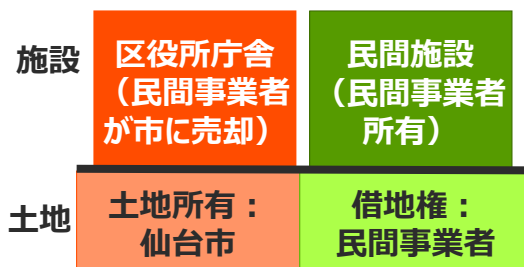 施設
区役所庁舎
（民間事業者
が市に売却）
民間施設
（民間事業者
所有）
土地
土地所有：
仙台市
借地権：
民間事業者